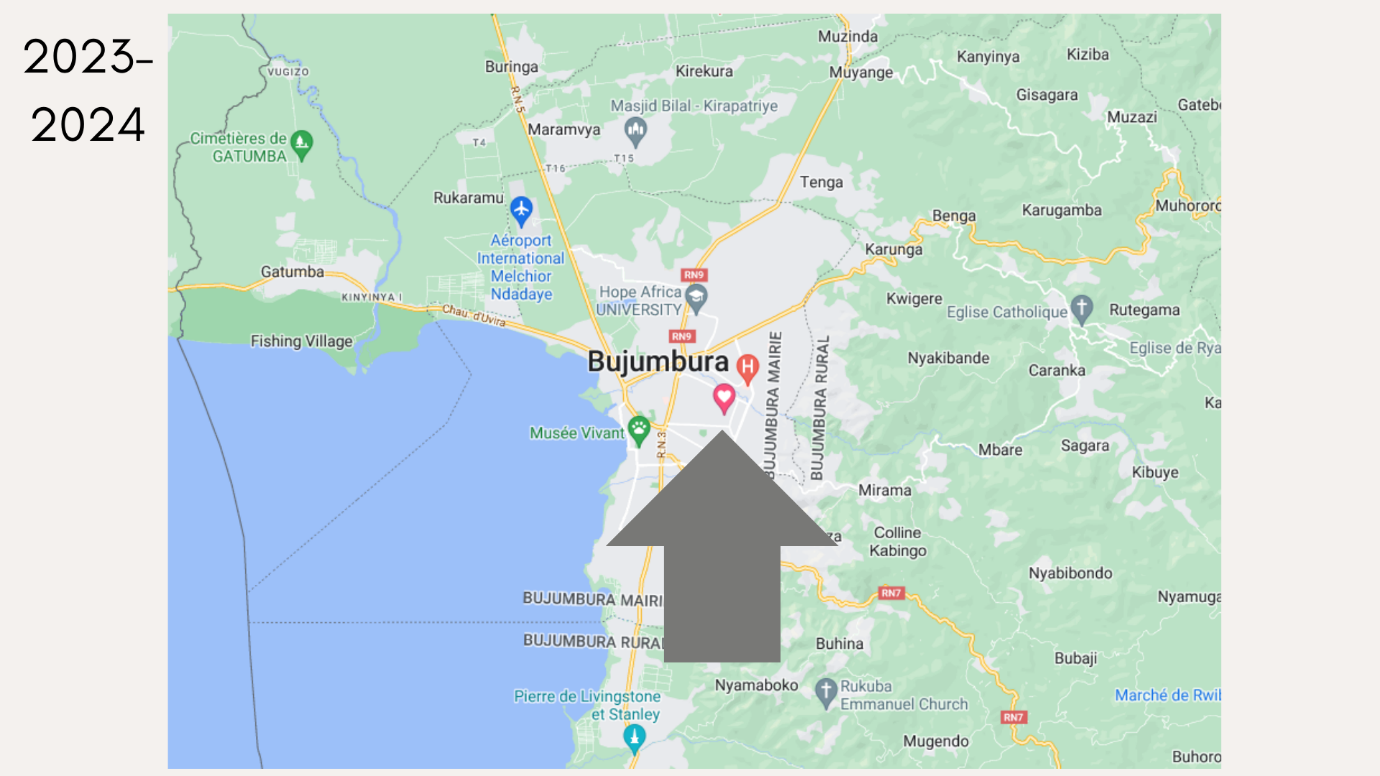 2023–
2024
Muzinda
Kanyinya
Kiziba
VUGIZO
Buringa
Kirekura
Muyange
R.N.5
Gisagara
Gatebe
Masjid Bilal - Kirapatriye
Muzazi
Cimetières de
GATUMBA
T4
Maramvya
T15
T16
Tenga
Rukaramu
Benga
Karugamba
Muhororo
Aéroport
International
Melchior
Ndadaye
Karunga
Gatumba
RN9
KINYINYA I
Hope Africa
UNIVERSITY
Kwigere
Eglise Catholique
Rutegama
Chau. d'Uvira
Fishing Village
RN9
Eglise de Rya
Bujumbura
H
Nyakibande
Caranka
BUJUMBURA MAIRIE
BUJUMBURA RURAL
Ka
Musée Vivant
R.N.3
Mbare
Sagara
Kibuye
Mirama
za
Colline
Kabingo
Nyabibondo
RN7
BUJUMBURA MAIRI
Nyamuga
BUJUMBURA RURAL
Buhina
Bubaji
Nyamaboko
Rukuba
Emmanuel Church
Pierre de Livingstone
et Stanley
Marché de Rwib
RN7
Mugendo
Buhoro